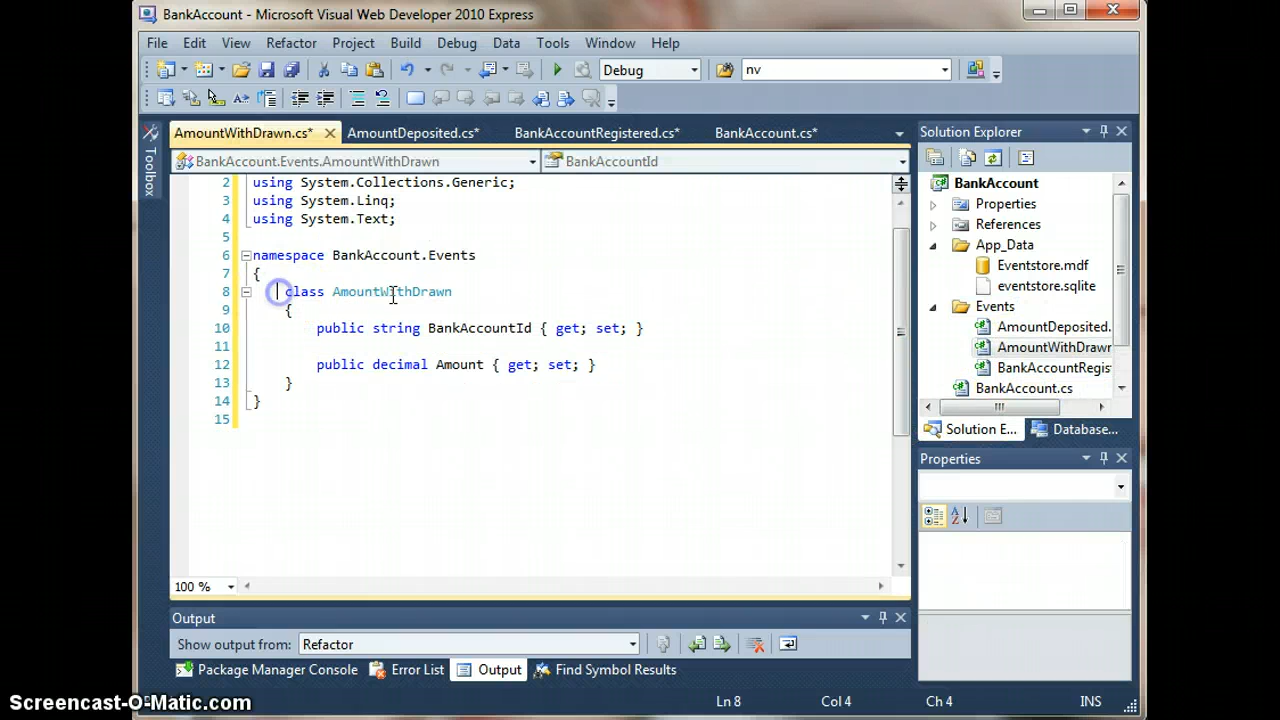 BankAccount - Microsoft Visual Web Developer 2010 Express
File Edit View Refactor Project Build Debug Data Tools Window Help
Debug nv
AmountWithDrawn.cs* AmountDeposited.cs* BankAccountRegistered.cs* BankAccount.cs*
Toolbox
BankAccount.Events.AmountWithDrawn BankAccountId
2 using System.Collections.Generic;
3 using System.Linq;
4 using System.Text;
5
6 namespace BankAccount.Events
7 {
8 class AmountWithDrawn
9 {
10 public string BankAccountId { get; set; }
11
12 public decimal Amount { get; set; }
13 }
14 }
15
100 %
Solution Explorer
BankAccount
Properties
References
App_Data
Eventstore.mdf
eventstore.sqlite
Events
AmountDeposited.
AmountWithDrawn
BankAccountRegis
BankAccount.cs
Solution E... Database...
Properties
Output
Show output from: Refactor
Package Manager Console Error List Output Find Symbol Results
Ln 8 Col 4 Ch 4 INS
Screencast-O-Matic.com